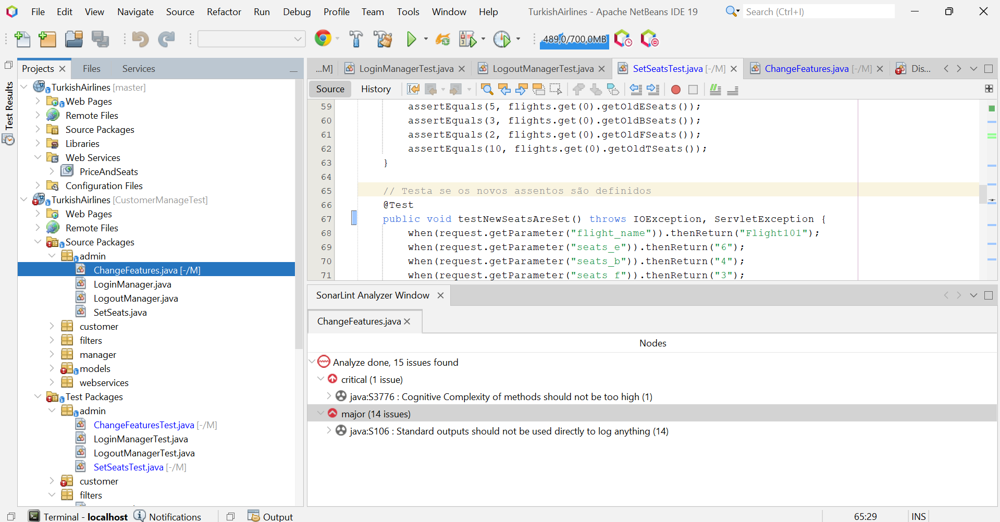 File Edit View Navigate Source Refactor Run Debug Profile Team Tools Window Help TurkishAirlines - Apache NetBeans IDE 19 Search (Ctrl+I)
489,0/700,0MB
Test Results
Projects Files Services
TurkishAirlines [master]
Web Pages
Remote Files
Source Packages
Libraries
Web Services
PriceAndSeats
Configuration Files
TurkishAirlines [CustomerManageTest]
Web Pages
Remote Files
Source Packages
admin
ChangeFeatures.java [-/M]
LoginManager.java
LogoutManager.java
SetSeats.java
customer
filters
manager
models
webservices
Test Packages
admin
ChangeFeaturesTest.java [-/M]
LoginManagerTest.java
LogoutManagerTest.java
SetSeatsTest.java [-/M]
customer
filters
...M] LoginManagerTest.java LogoutManagerTest.java SetSeatsTest.java [-/M] ChangeFeatures.java [-/M] Dis...
Source History
59 assertEquals(5, flights.get(0).getOldESeats());
60 assertEquals(3, flights.get(0).getOldBSeats());
61 assertEquals(2, flights.get(0).getOldFSeats());
62 assertEquals(10, flights.get(0).getOldTSeats());
63 }
64
65 // Testa se os novos assentos são definidos
66 @Test
67 public void testNewSeatsAreSet() throws IOException, ServletException {
68 when(request.getParameter("flight_name")).thenReturn("Flight101");
69 when(request.getParameter("seats_e")).thenReturn("6");
70 when(request.getParameter("seats_b")).thenReturn("4");
71 when(request.getParameter("seats_f")).thenReturn("3");
SonarLint Analyzer Window
ChangeFeatures.java
Nodes
Analyze done, 15 issues found
critical (1 issue)
java:S3776 : Cognitive Complexity of methods should not be too high (1)
major (14 issues)
java:S106 : Standard outputs should not be used directly to log anything (14)
Terminal - localhost Notifications Output 65:29 INS